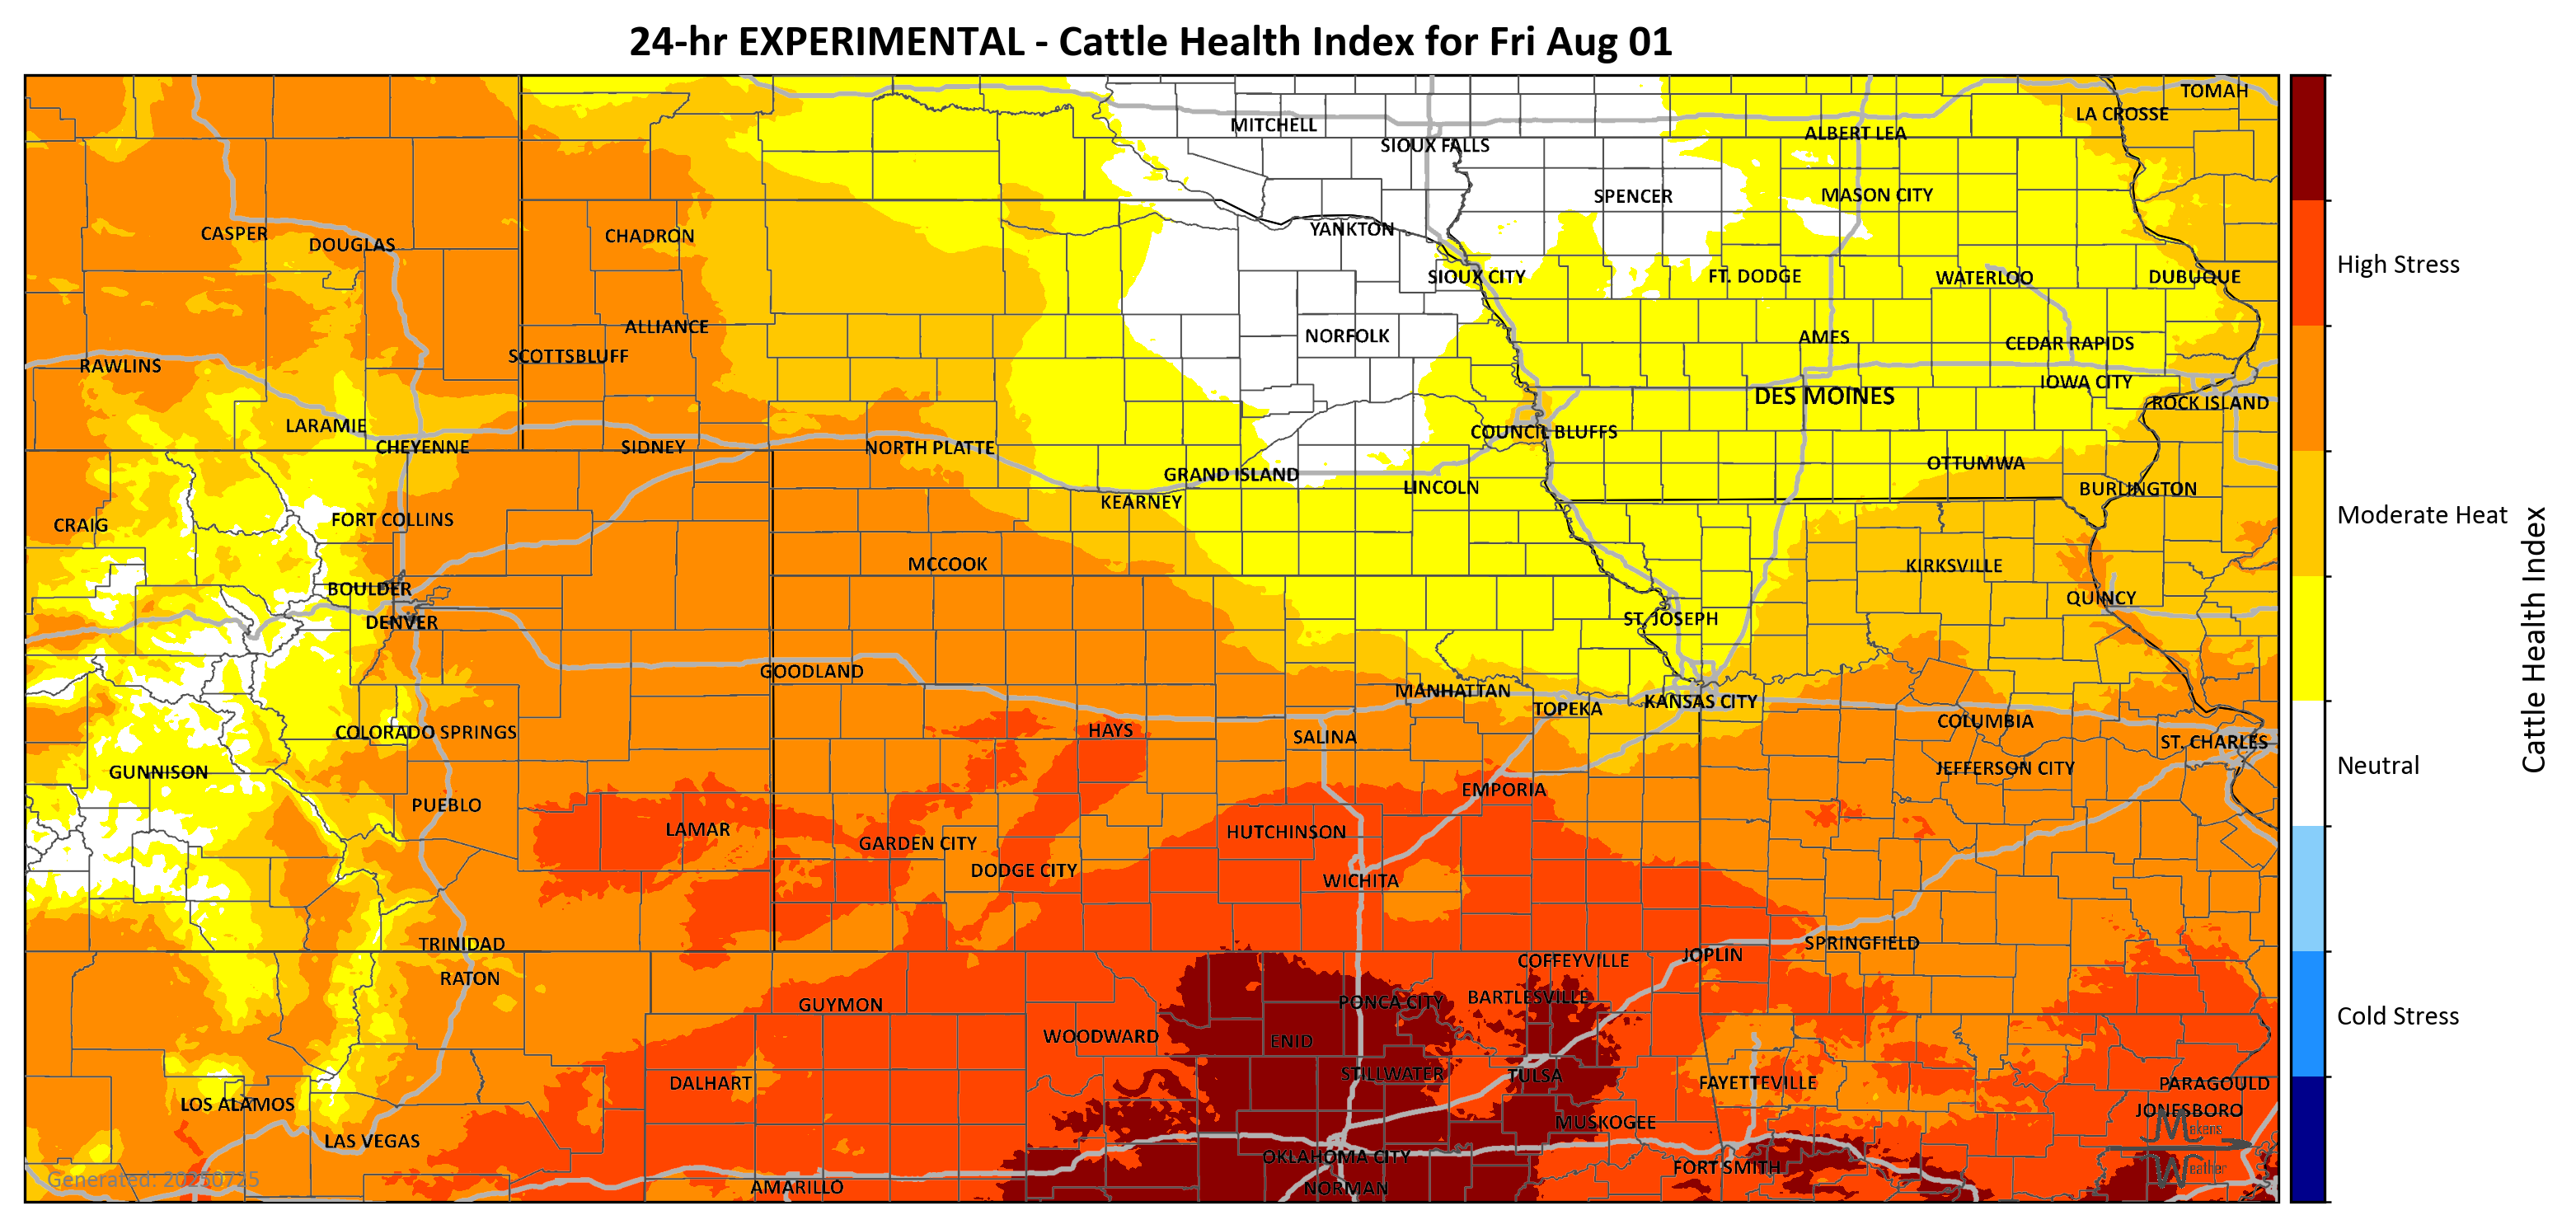 24-hr EXPERIMENTAL - Cattle Health Index for Fri Aug 01
TOMAH
LA CROSSE
MITCHELL
ALBERT LEA
SIOUX FALLS
SPENCER
MASON CITY
CASPER
DOUGLAS
CHADRON
YANKTON
SIOUX CITY
FT. DODGE
WATERLOO
DUBUQUE
High Stress
ALLIANCE
NORFOLK
AMES
CEDAR RAPIDS
SCOTTSBLUFF
RAWLINS
IOWA CITY
DES MOINES
ROCK ISLAND
LARAMIE
CHEYENNE
SIDNEY
NORTH PLATTE
COUNCIL BLUFFS
GRAND ISLAND
OTTUMWA
LINCOLN
BURLINGTON
KEARNEY
CRAIG
FORT COLLINS
Moderate Heat
MCCOOK
KIRKSVILLE
BOULDER
QUINCY
DENVER
ST. JOSEPH
Cattle Health Index
GOODLAND
MANHATTAN
KANSAS CITY
TOPEKA
COLORADO SPRINGS
HAYS
SALINA
COLUMBIA
ST. CHARLES
GUNNISON
JEFFERSON CITY
Neutral
PUEBLO
EMPORIA
LAMAR
GARDEN CITY
HUTCHINSON
DODGE CITY
WICHITA
TRINIDAD
SPRINGFIELD
RATON
COFFEYVILLE
JOPLIN
GUYMON
PONCA CITY
BARTLESVILLE
Cold Stress
WOODWARD
ENID
DALHART
STILLWATER
TULSA
FAYETTEVILLE
PARAGOULD
LOS ALAMOS
JONESBORO
MUSKOGEE
Makens
LAS VEGAS
OKLAHOMA CITY
FORT SMITH
Weather
Generated: 20250725
AMARILLO
NORMAN